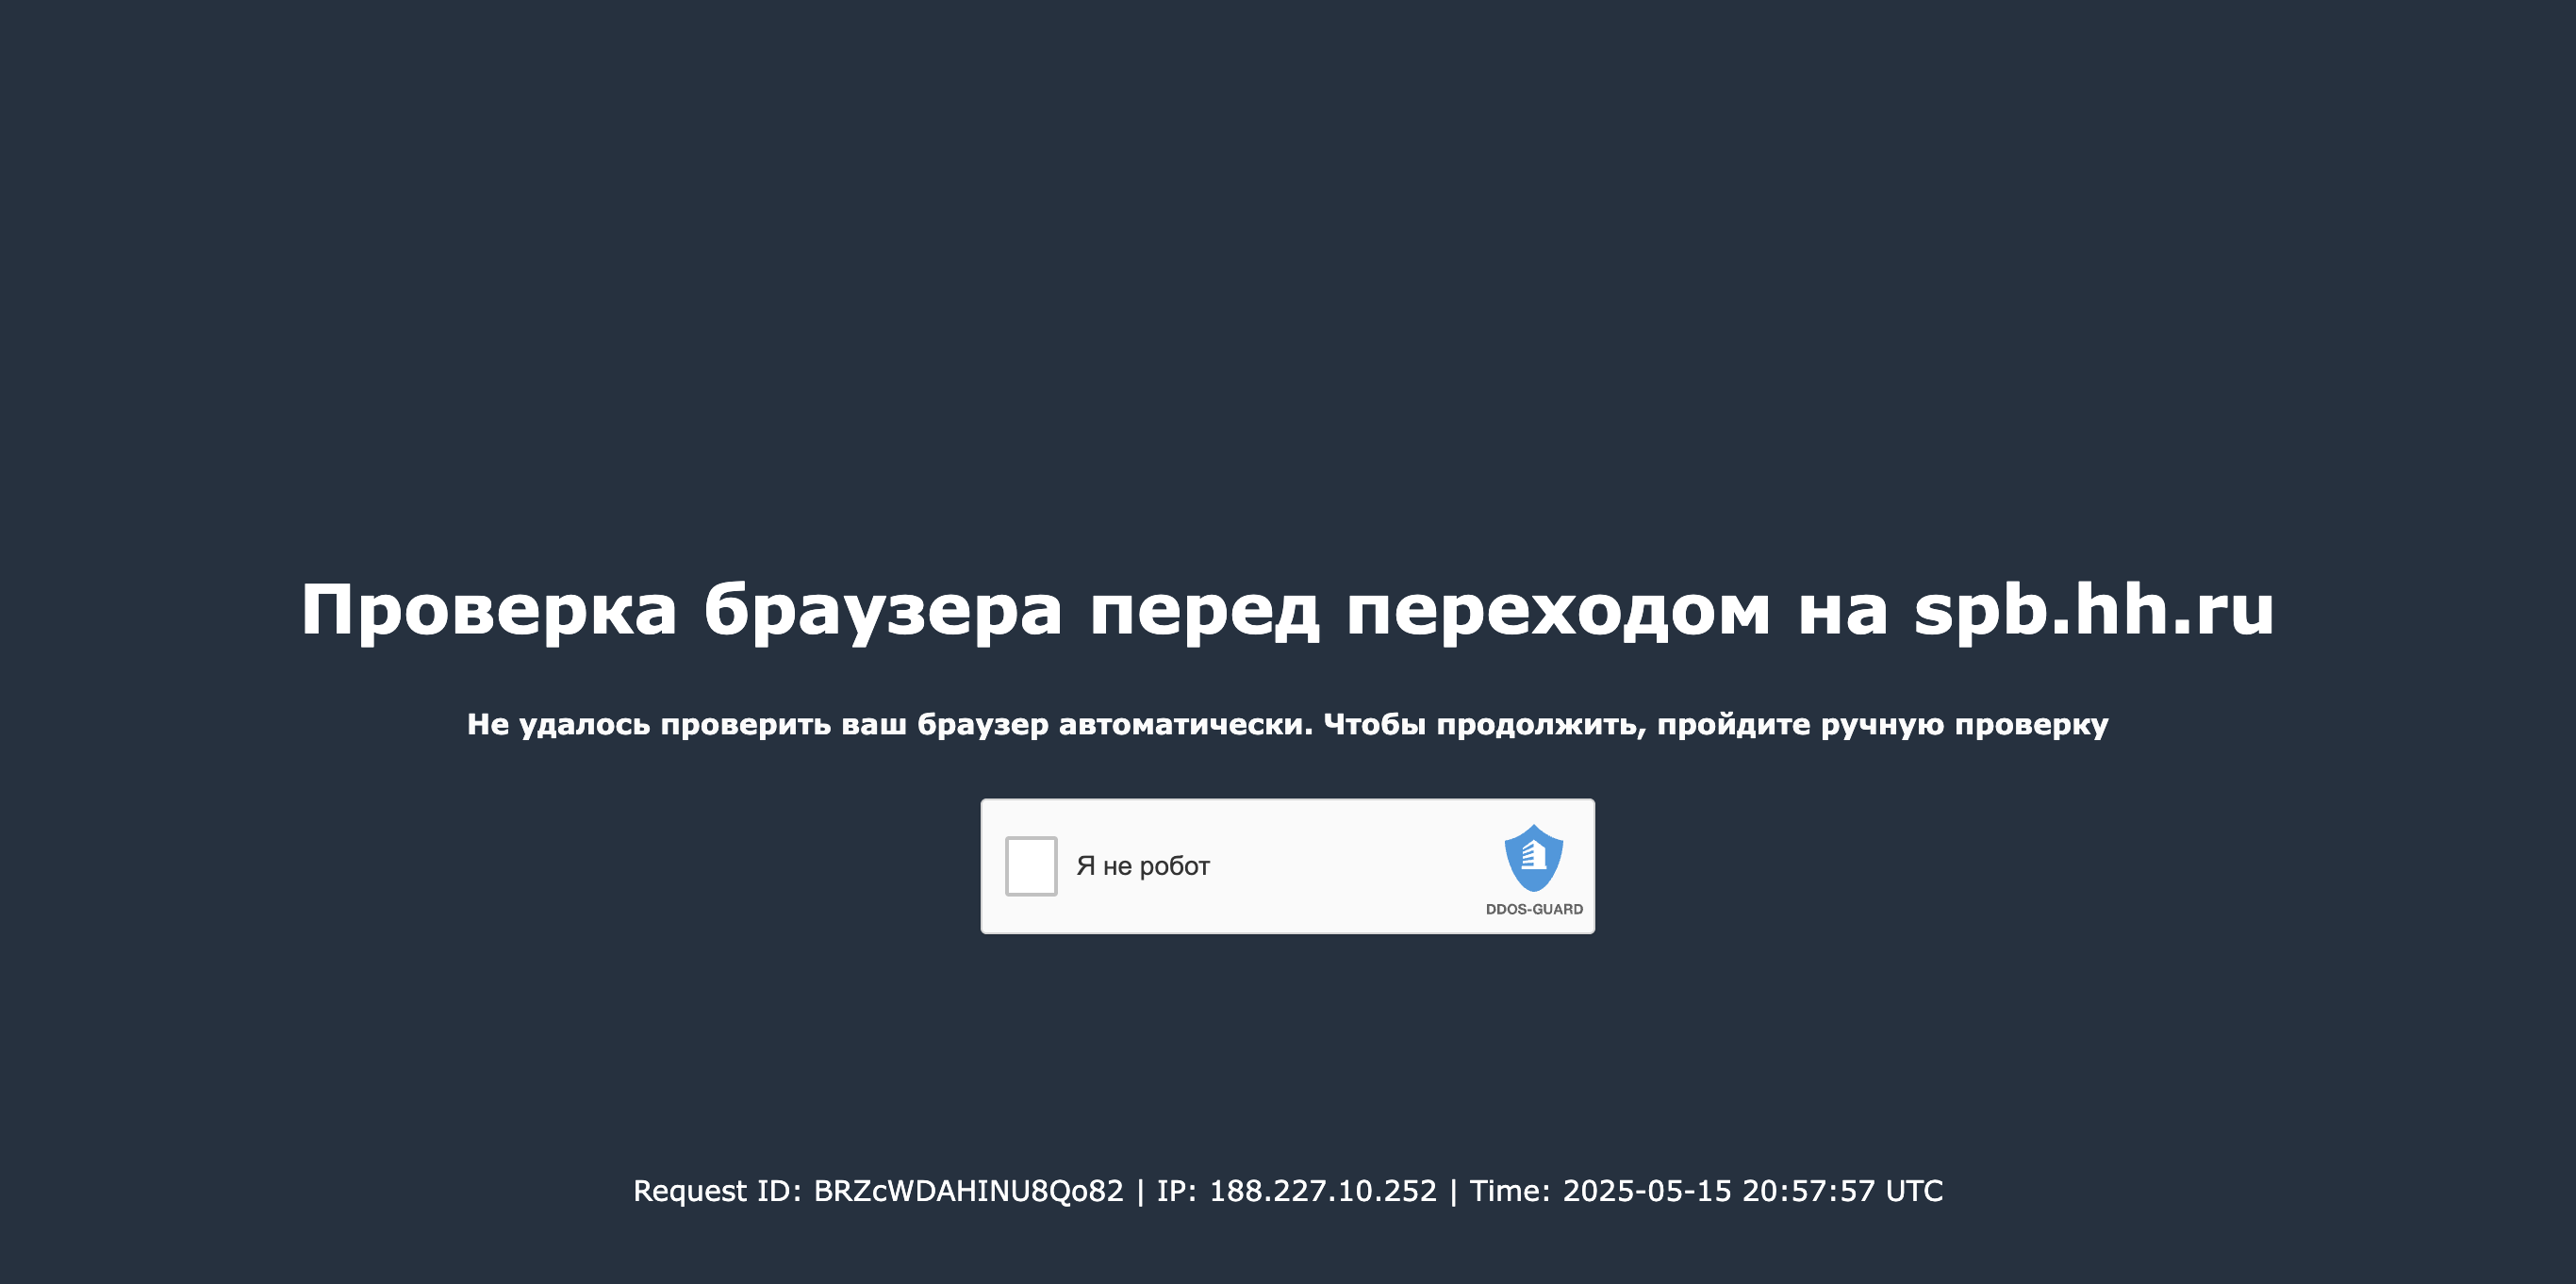 Проверка браузера перед переходом на spb.hh.ru
Не удалось проверить ваш браузер автоматически. Чтобы продолжить, пройдите ручную проверку
Я не робот
DDOS-GUARD
Request ID: BRZcWDAHINU8Qo82 | IP: 188.227.10.252 | Time: 2025-05-15 20:57:57 UTC